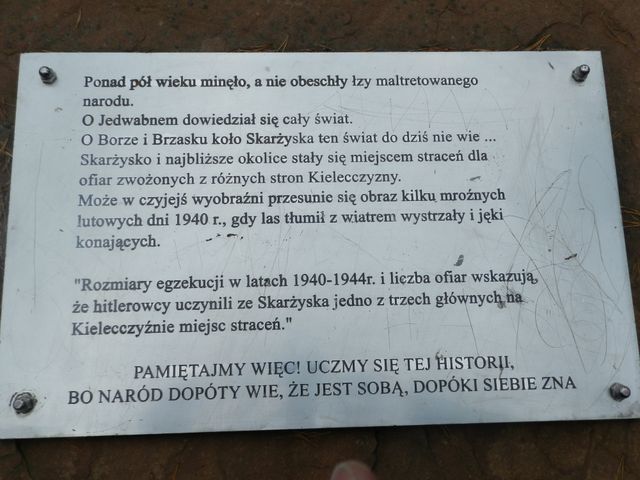 Ponad pół wieku minęło, a nie obeschły łzy maltretowanego
narodu.
O Jedwabnem dowiedział się cały świat.
O Borze i Brzasku koło Skarżyska ten świat do dziś nie wie ...
Skarżysko i najbliższe okolice stały się miejscem straceń dla
ofiar zwożonych z różnych stron Kielecczyzny.
Może w czyjejś wyobraźni przesunie się obraz kilku mroźnych
lutowych dni 1940 r., gdy las tłumił z wiatrem wystrzały i jęki
konających.
"Rozmiary egzekucji w latach 1940-1944r. i liczba ofiar wskazują,
że hitlerowcy uczynili ze Skarżyska jedno z trzech głównych na
Kielecczyźnie miejsc straceń."
PAMIĘTAJMY WIĘC! UCZMY SIĘ TEJ HISTORII,
BO NARÓD DOPÓTY WIE, ŻE JEST SOBĄ, DOPÓKI SIEBIE ZNA